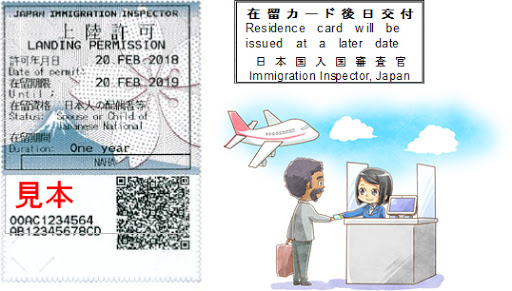 JAPAN IMMIGRATION INSPECTOR
上陸許可
LANDING PERMISSION
許可年月日 20.FEB.2018
Date of permit:
在留期限 20.FEB.2019
Until :
在留資格 日本人の配偶者等
Status: Spouse or Child of
Japanese National
在留期間
Duration: One year
NAHA
見本
00AC1234564
AB12345678CD
在留カード後日交付
Residence card will be
issued at a later date
日本国入国審査官
Immigration Inspector, Japan